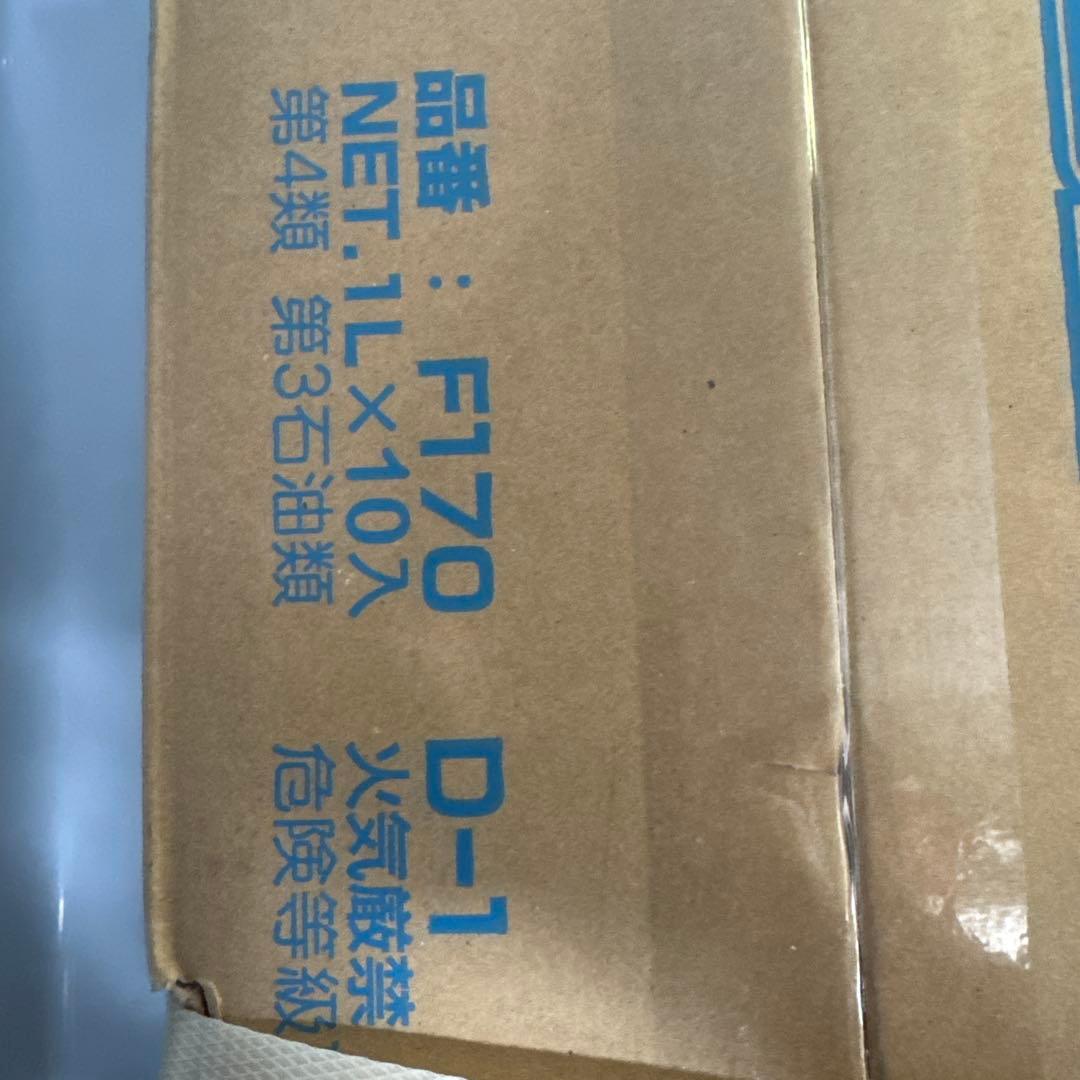 品番：F170 D-1
NET.1L×10入 火気厳禁
第4類 第3石油類 危険等級